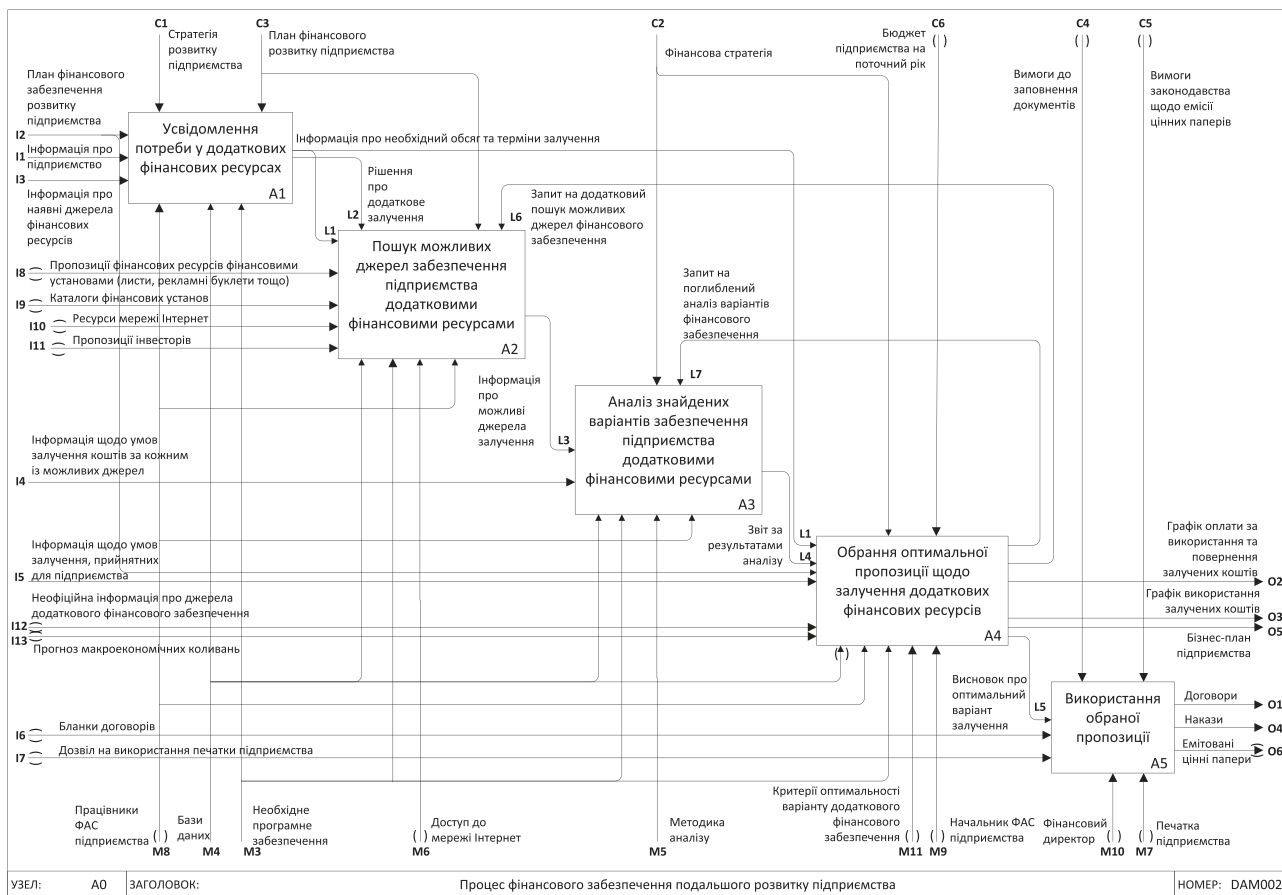 C1
C3
C2
C6
C4
C5
Стратегія
розвитку
підприємства
План фінансового
розвитку підприємства
Фінансова стратегія
Бюджет
підприємства на
поточний рік
( )
( )
( )
Вимоги до
заповнення
документів
Вимоги
законодавства
щодо емісії
цінних паперів
План фінансового
забезпечення
розвитку
підприємства
I2
I1
Інформація про
підприємство
I3
Інформація про
наявні джерела
фінансових
ресурсів
Усвідомлення
потреби у додаткових
фінансових ресурсах
A1
Інформація про необхідний обсяг та терміни залучення
Рішення
про
додаткове
залучення
L2
L1
L6
Запит на додатковий
пошук можливих
джерел фінансового
забезпечення
Пошук можливих
джерел забезпечення
підприємства
додатковими
фінансовими ресурсами
A2
I8
Пропозиції фінансових ресурсів фінансовими
установами (листи, рекламні буклети тощо)
I9
Каталоги фінансових установ
I10
Ресурси мережі Інтернет
I11
Пропозиції інвесторів
Запит на
поглиблений
аналіз варіантів
фінансового
забезпечення
L7
Інформація
про
можливі
джерела
залучення
L3
Аналіз знайдених
варіантів забезпечення
підприємства
додатковими
фінансовими ресурсами
A3
Інформація щодо умов
залучення коштів за кожним
із можливих джерел
I4
Звіт за
результатами
аналізу
L1
L4
Обрання оптимальної
пропозиції щодо
залучення додаткових
фінансових ресурсів
A4
( )
Інформація щодо умов
залучення, прийнятних
для підприємства
I5
Неофіційна інформація про джерела
додаткового фінансового забезпечення
I12
I13
Прогноз макроекономічних коливань
Графік оплати за
використання та
повернення
залучених коштів
O2
Графік використання
залучених коштів
O3
O5
Бізнес-план
підприємства
Висновок про
оптимальний
варіант
залучення
L5
Використання
обраної
пропозиції
A5
Договори
O1
Накази
O4
Емітовані
цінні папери
O6
I6
Бланки договорів
I7
Дозвіл на використання печатки підприємства
Працівники
ФАС
підприємства
( )
M8
Бази
даних
M4
Необхідне
програмне
забезпечення
M3
( )
Доступ до
мережі Інтернет
M6
Методика
аналізу
M5
Критерії оптимальності
варіанту додаткового
фінансового
забезпечення
( )
M11
( )
Начальник ФАС
підприємства
M9
Фінансовий
директор
( )
M10
( )
Печатка
підприємства
M7
УЗЕЛ: A0 ЗАГОЛОВОК: Процес фінансового забезпечення подальшого розвитку підприємства НОМЕР: DAM002